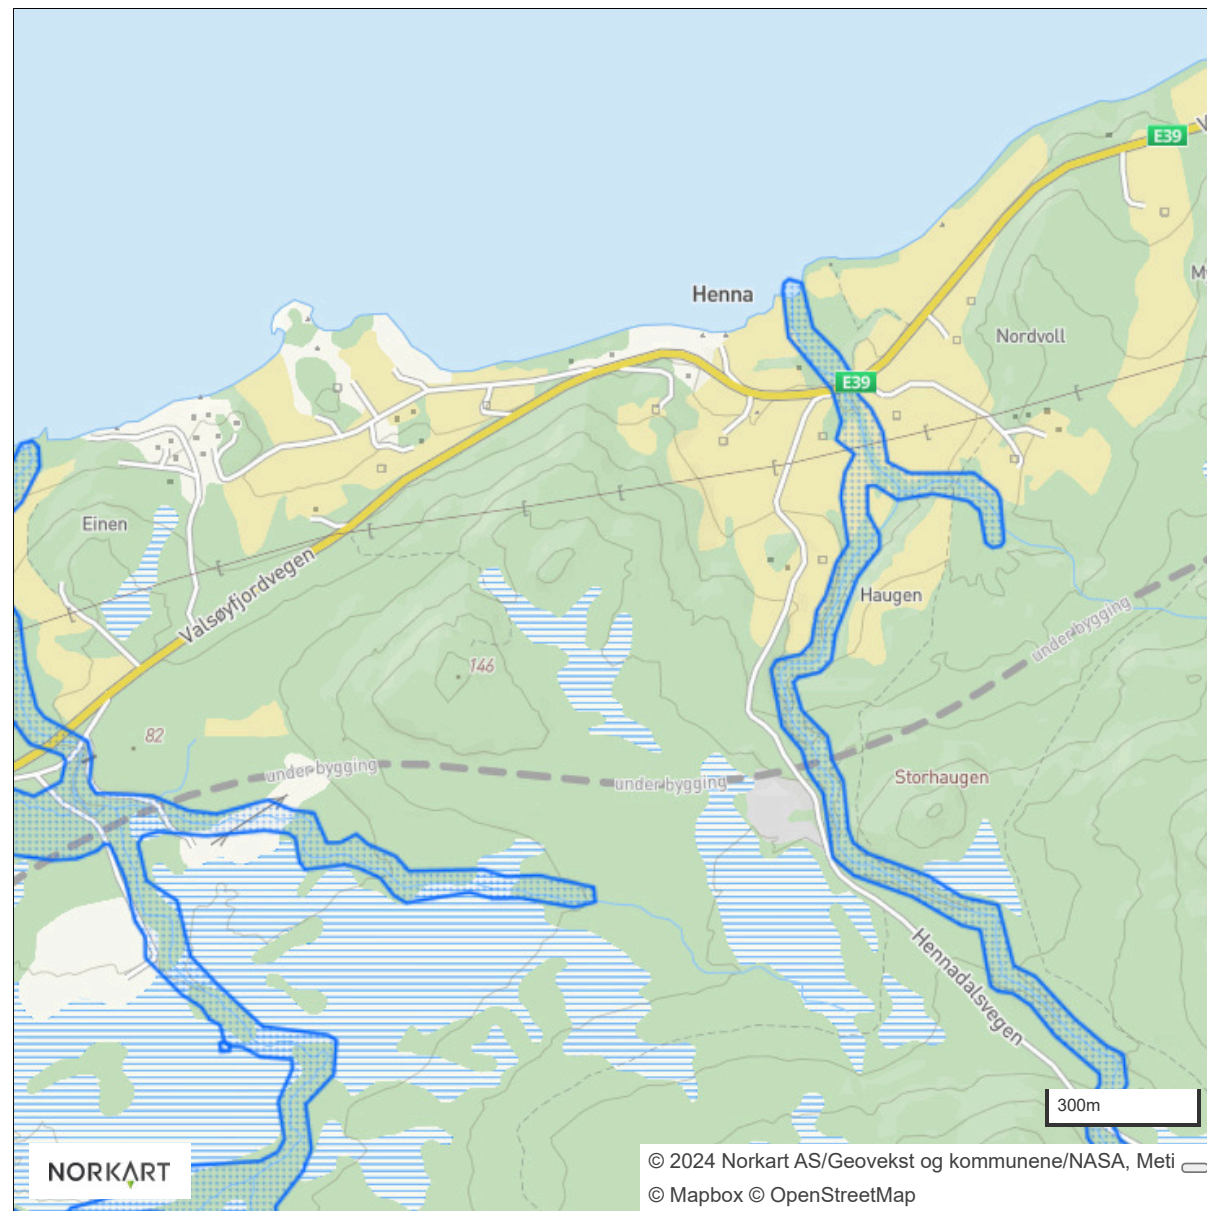 E39
Henna
Nordvoll
E39
Einen
Valsøyfjordvegen
Haugen
under bygging
146
82
under bygging
under bygging
Storhaugen
Hennadalsvegen
300m
NORKART
© 2024 Norkart AS/Geovekst og kommunene/NASA, Meti
© Mapbox © OpenStreetMap